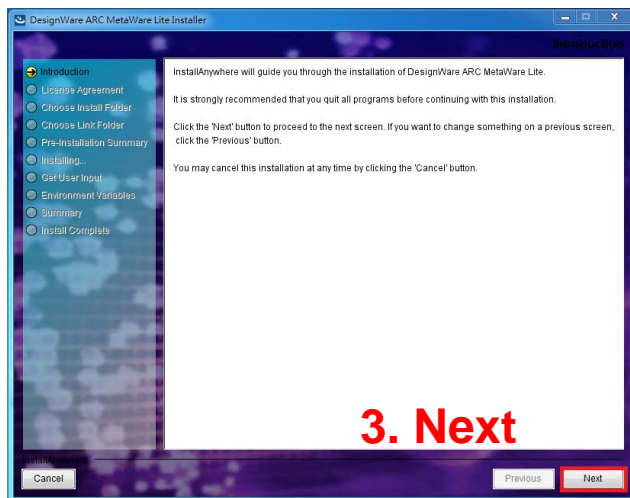 DesignWare ARC MetaWare Lite Installer
Introduction
Introduction
License Agreement
Choose Install Folder
Choose Link Folder
Pre-Installation Summary
Installing...
Get User Input
Environment Variables
Summary
Install Complete
InstallAnywhere will guide you through the installation of DesignWare ARC MetaWare Lite.
It is strongly recommended that you quit all programs before continuing with this installation.
Click the 'Next' button to proceed to the next screen. If you want to change something on a previous screen,
click the 'Previous' button.
You may cancel this installation at any time by clicking the 'Cancel' button.
3. Next
InstallAnywhere
Cancel
Previous
Next